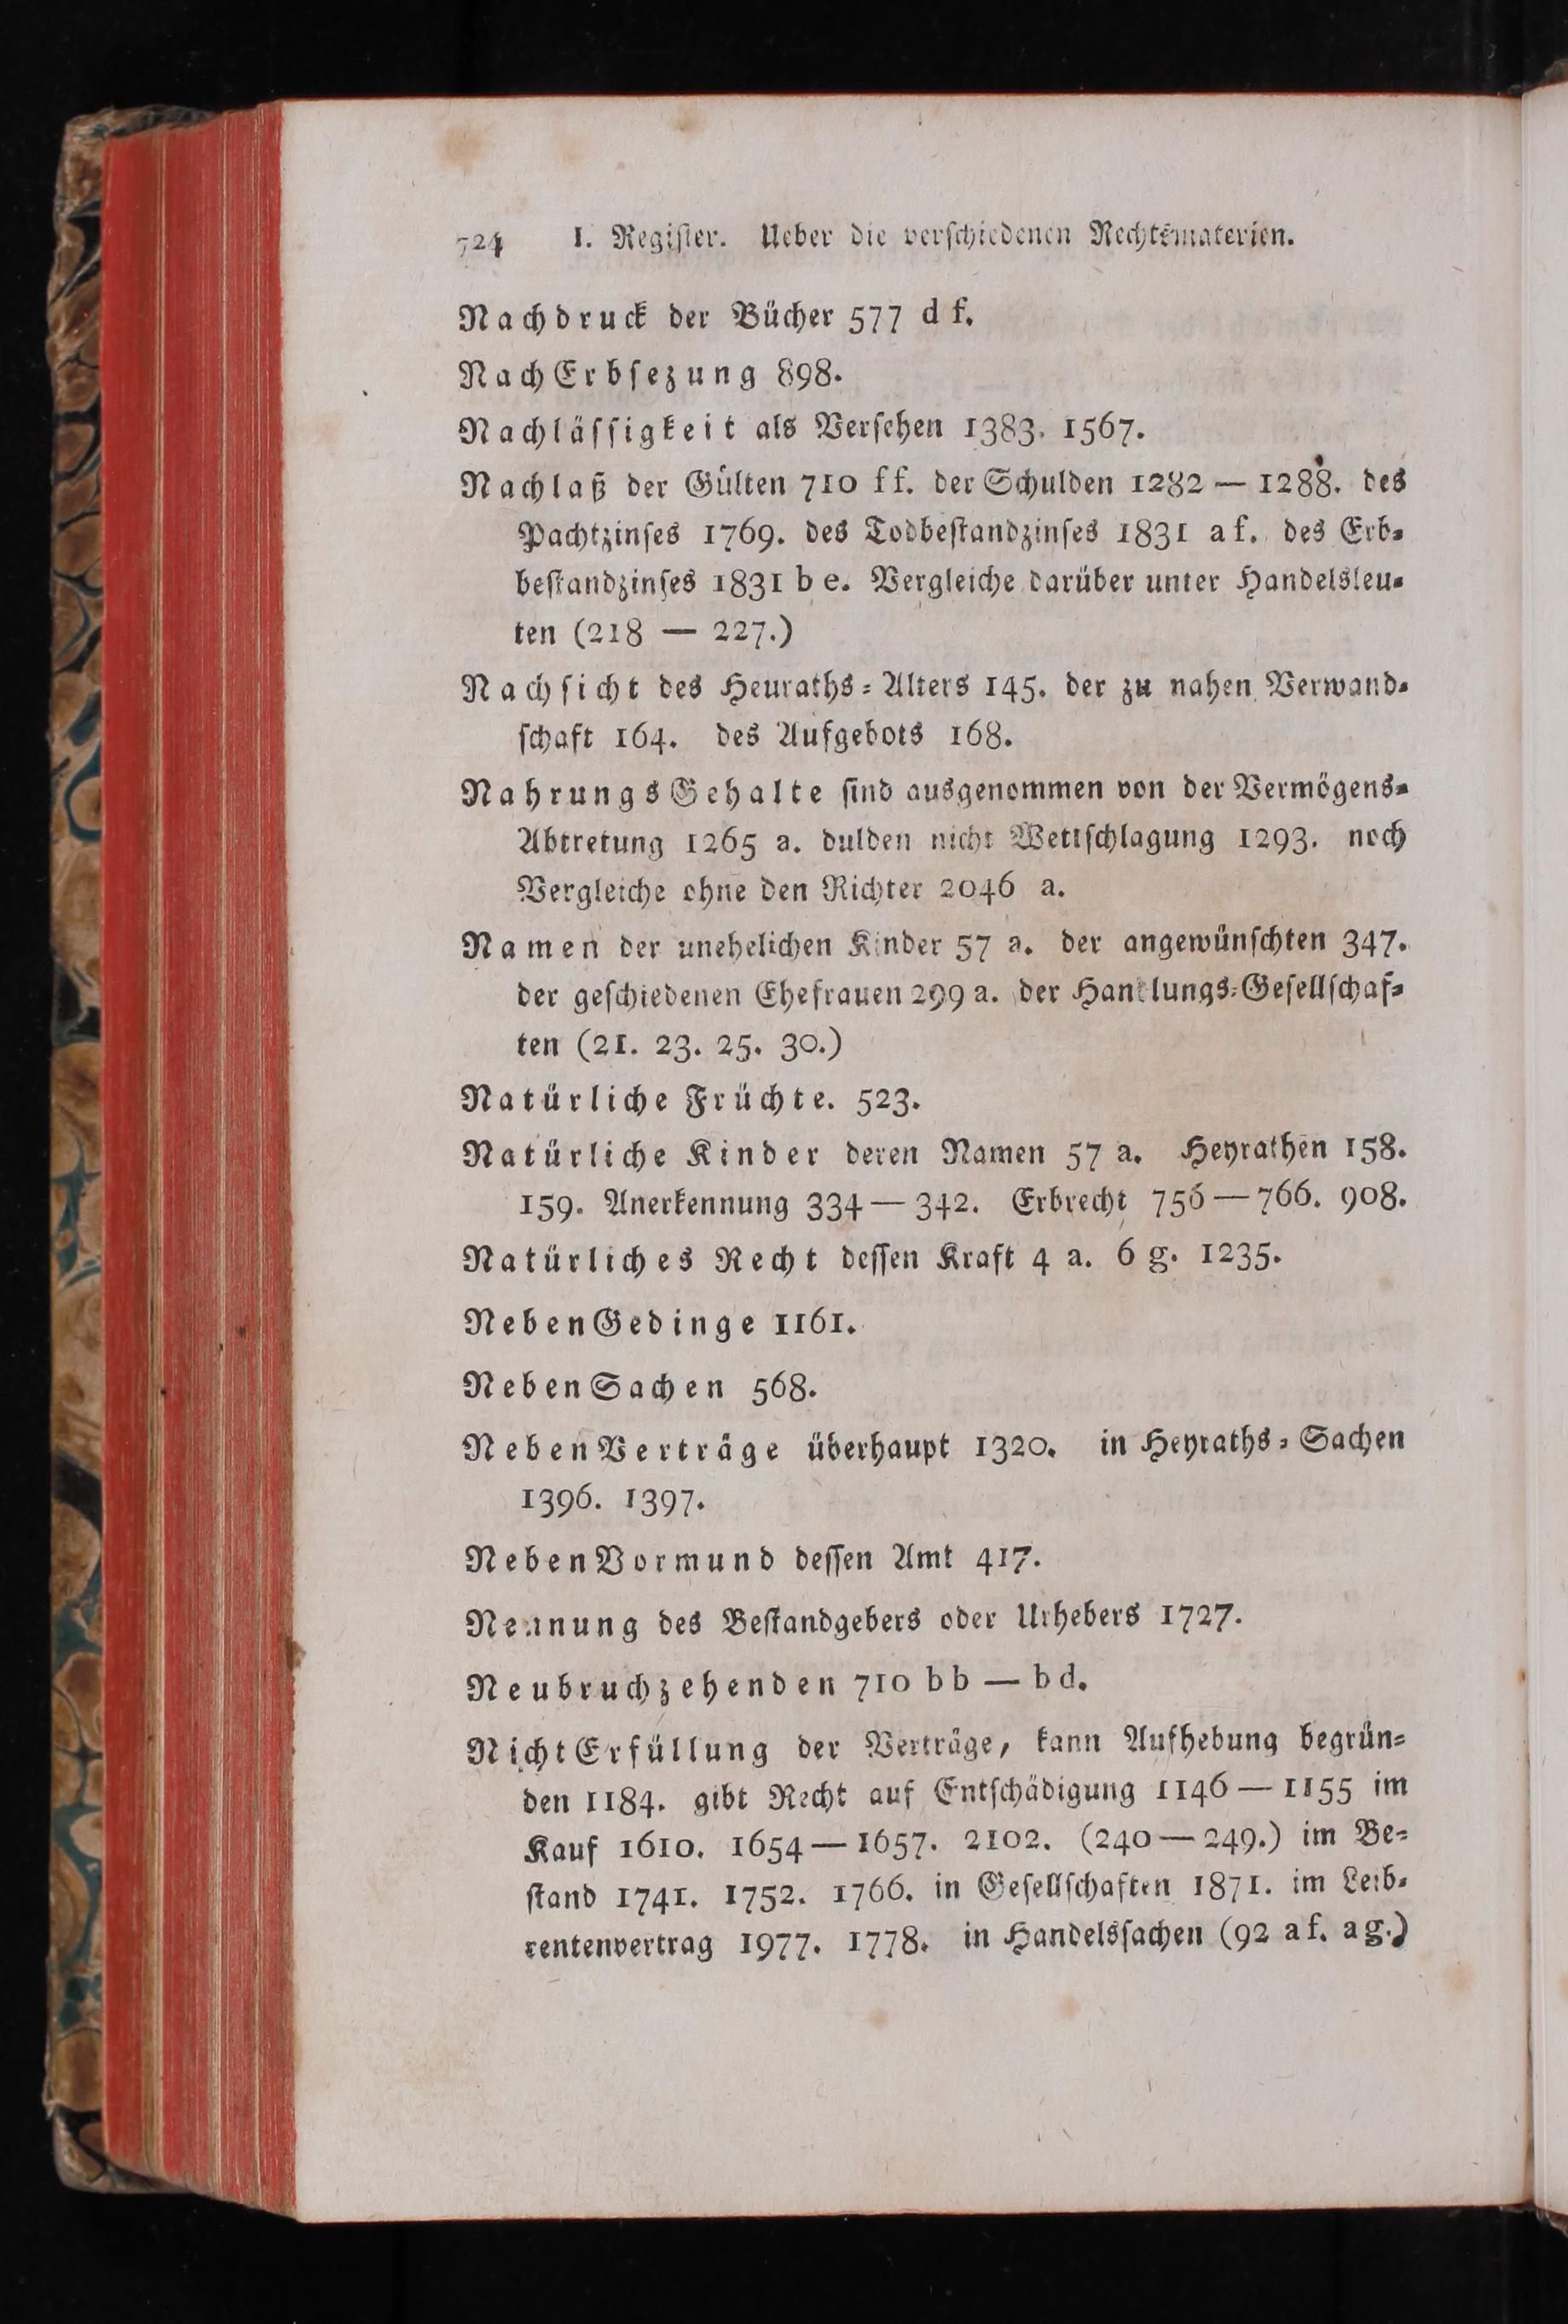 724 I. Register. Ueber die verschiedenen Rechtsmaterien.
Nachdruck der Bücher 577 d f.
NachErbsezung 898.
Nachlässigkeit als Versehen 1383. 1567.
Nachlaß der Gülten 710 f f. der Schulden 1282 — 1288. des
Pachtzinses 1769. des Todbestandzinses 1831 a f. des Erb-
bestandzinses 1831 b e. Vergleiche darüber unter Handelsleu-
ten (218 — 227.)
Nachsicht des Heuraths-Alters 145. der zu nahen Verwand-
schaft 164. des Aufgebots 168.
NahrungsGehalte sind ausgenommen von der Vermögens-
Abtretung 1265 a. dulden nicht Wettschlagung 1293. noch
Vergleiche ohne den Richter 2046 a.
Namen der unehelichen Kinder 57 a. der angewünschten 347.
der geschiedenen Ehefrauen 299 a. der Handlungs-Gesellschaf-
ten (21. 23. 25. 30.)
Natürliche Früchte. 523.
Natürliche Kinder deren Namen 57 a. Heyrathen 158.
159. Anerkennung 334 — 342. Erbrecht 756 — 766. 908.
Natürliches Recht dessen Kraft 4 a. 6 g. 1235.
NebenGedinge 1161.
NebenSachen 568.
NebenVerträge überhaupt 1320. in Heyraths-Sachen
1396. 1397.
NebenVormund dessen Amt 417.
Nennung des Bestandgebers oder Urhebers 1727.
Neubruchzehenden 710 b b — b d.
NichtErfüllung der Verträge, kann Aufhebung begrün-
den 1184. gibt Recht auf Entschädigung 1146 — 1155 im
Kauf 1610. 1654 — 1657. 2102. (240 — 249.) im Be-
stand 1741. 1752. 1766. in Gesellschaften 1871. im Leib-
rentenvertrag 1977. 1778. in Handelssachen (92 a f. a g.)